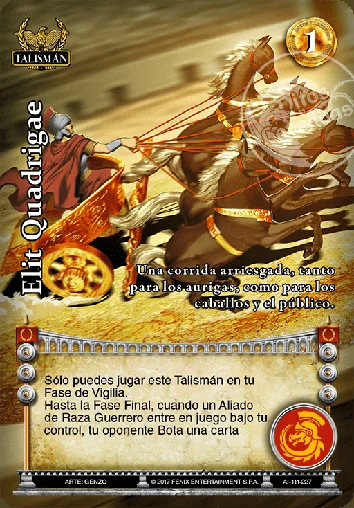 TALISMÁN
1
Elit Quadrigae
Una corrida arriesgada, tanto
para los aurigas, como para los
caballos y el público.
Sólo puedes jugar este Talismán en tu
Fase de Vigilia.
Hasta la Fase Final, cuando un Aliado
de Raza Guerrero entre en juego bajo tu
control, tu oponente Bota una carta
ARTE: GENZO
© 2017 FENIX ENTERTAINMENT S.P.A.